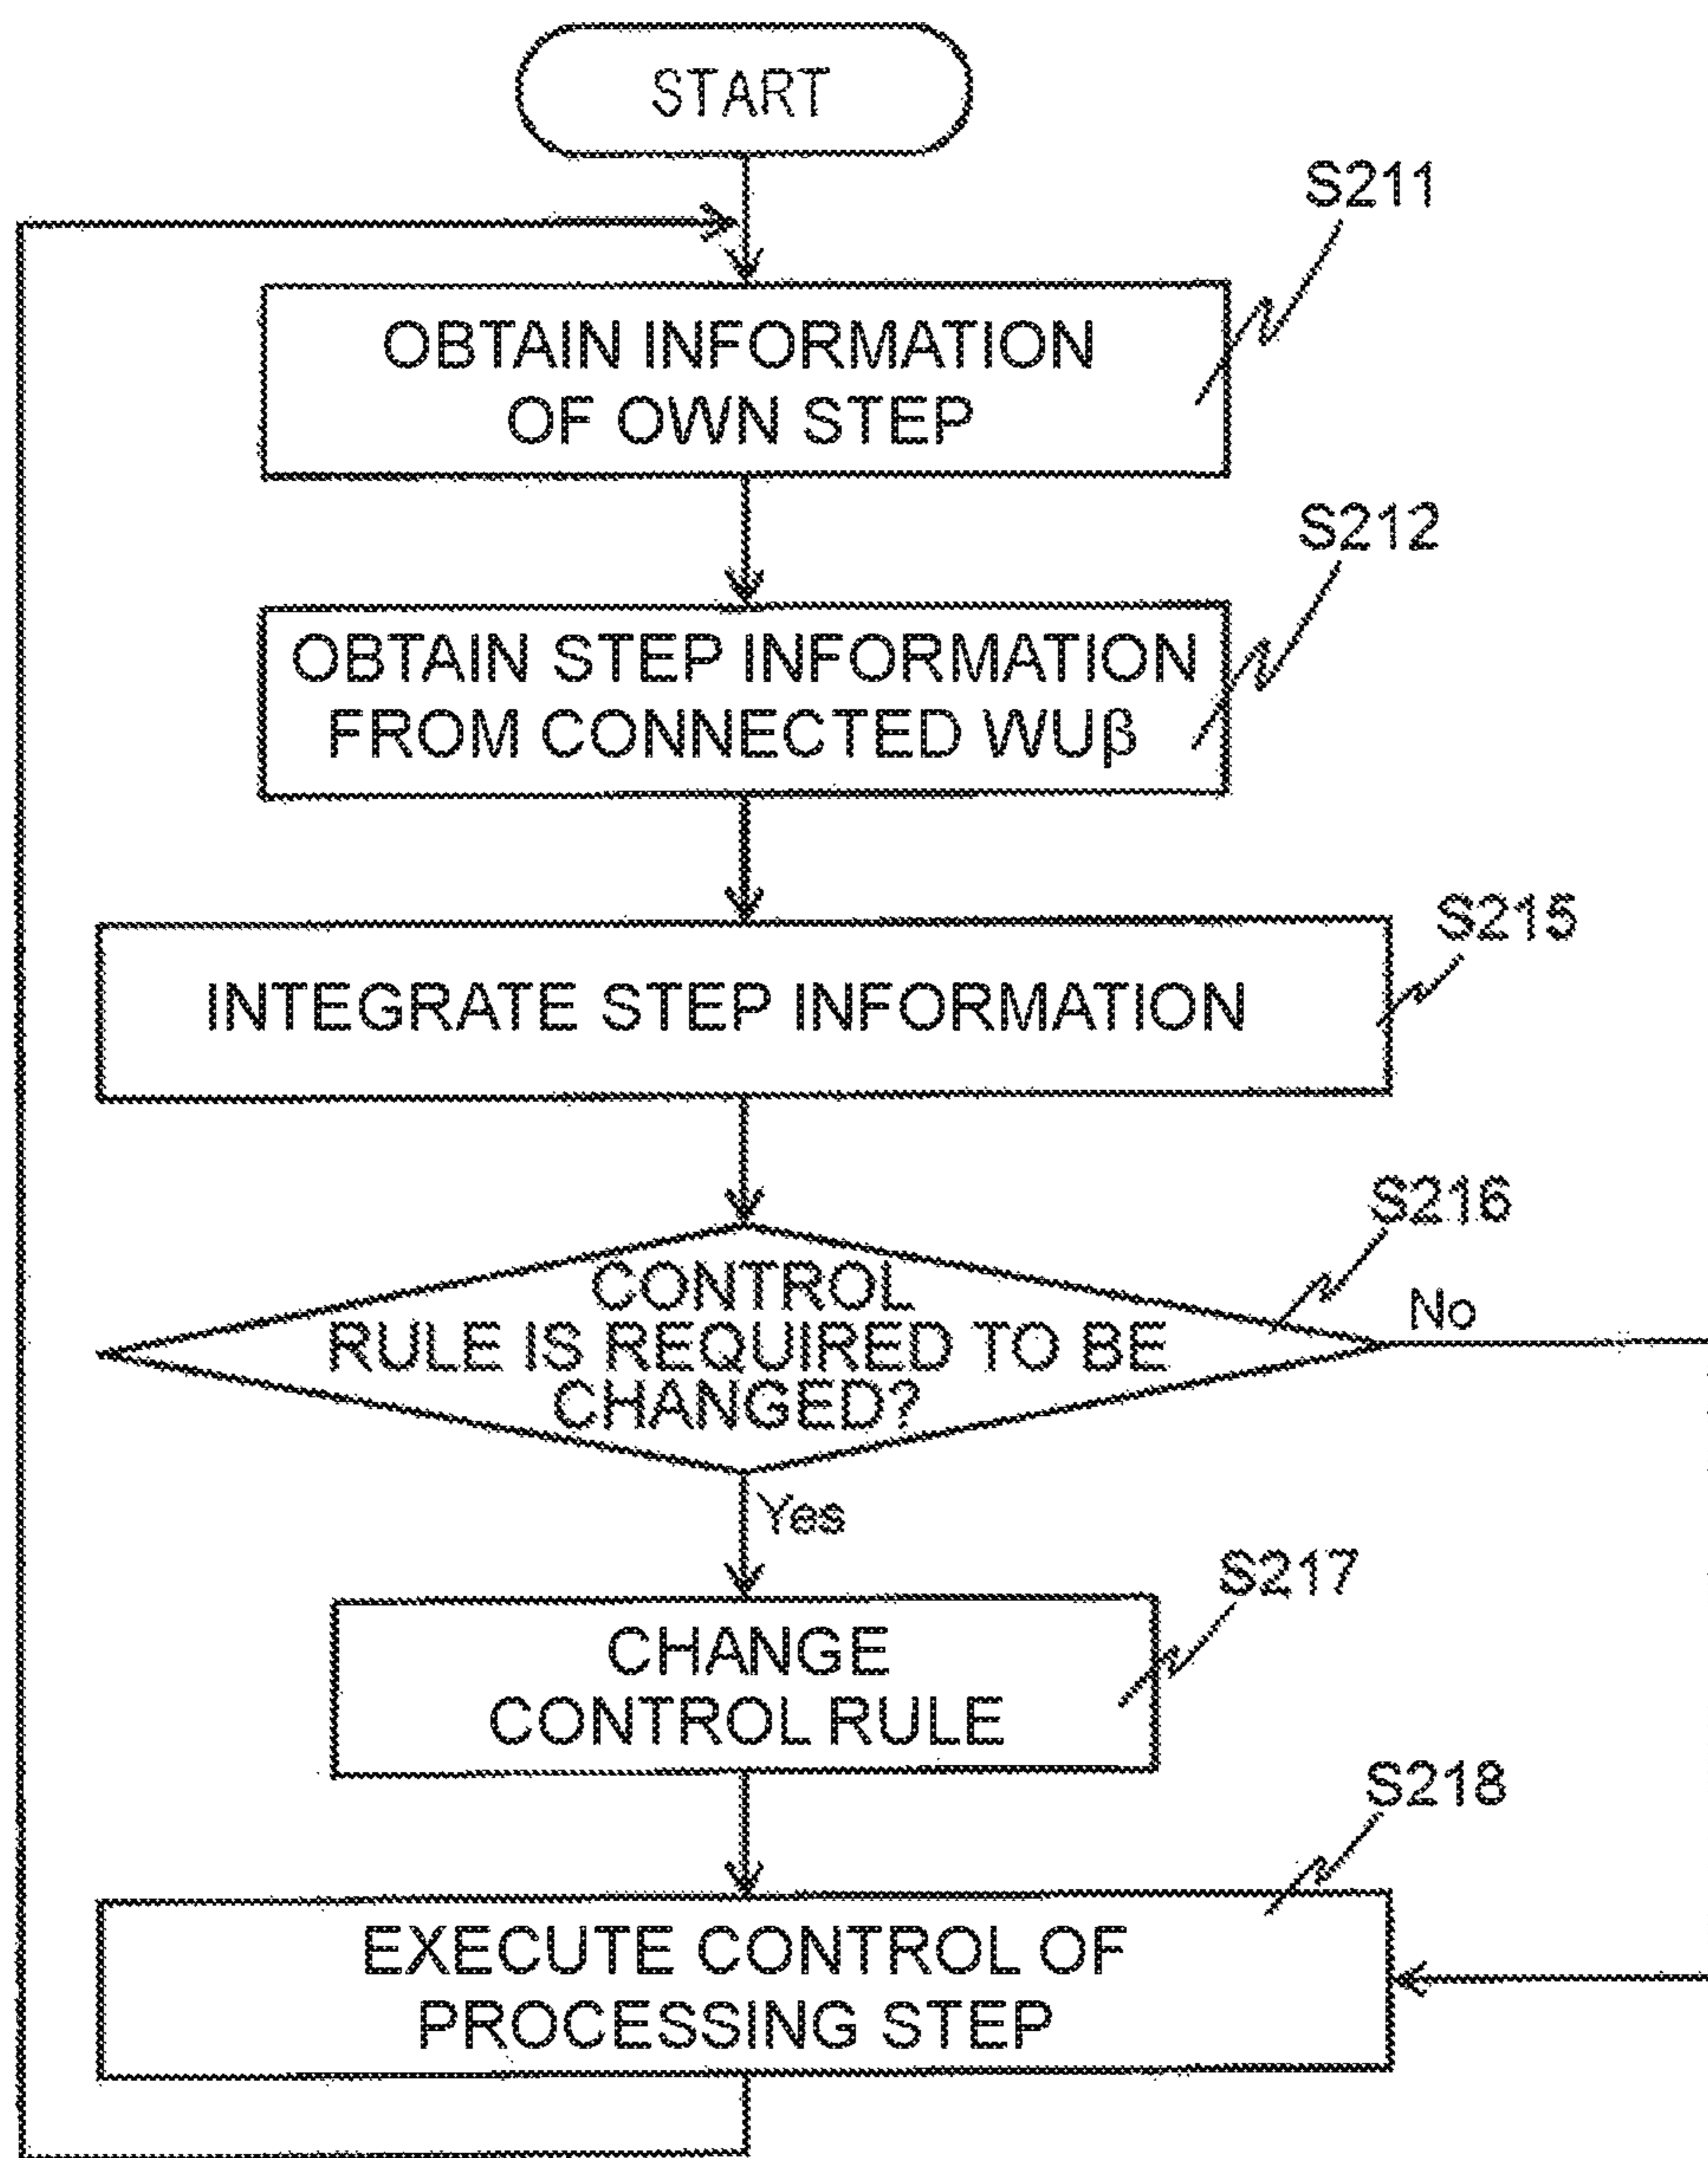 START
S211
OBTAIN INFORMATION
OF OWN STEP
S212
OBTAIN STEP INFORMATION
FROM CONNECTED WUβ
S215
INTEGRATE STEP INFORMATION
S216
CONTROL
RULE IS REQUIRED TO BE
CHANGED?
No
Yes
S217
CHANGE
CONTROL RULE
S218
EXECUTE CONTROL OF
PROCESSING STEP